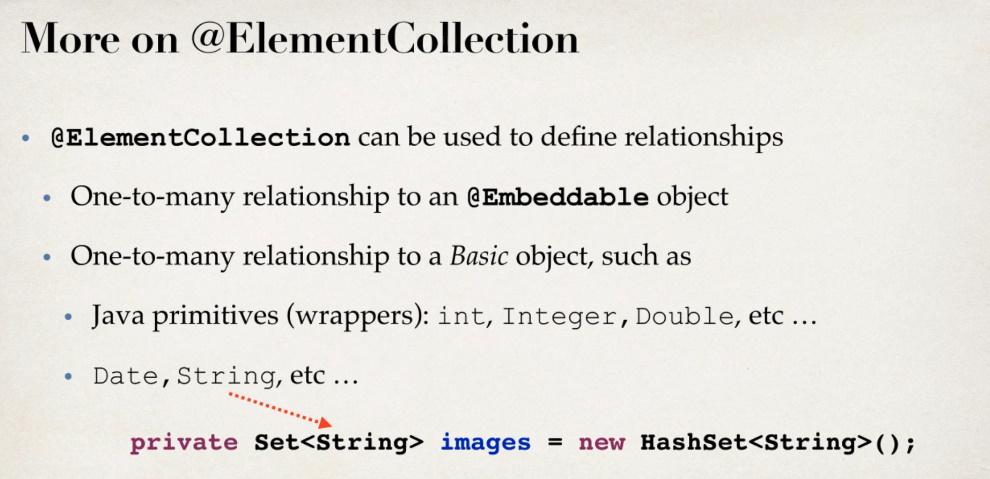 More on @ElementCollection
• @ElementCollection can be used to define relationships
• One-to-many relationship to an @Embeddable object
• One-to-many relationship to a Basic object, such as
• Java primitives (wrappers): int, Integer, Double, etc …
• Date, String, etc …
private Set<String> images = new HashSet<String>();